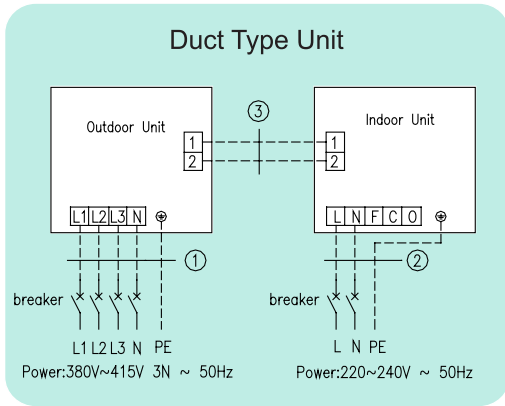 Duct Type Unit
3
Outdoor Unit
Indoor Unit
1
1
2
2
L1 L2 L3 N
L N F C O
1
2
breaker
breaker
L1 L2 L3 N PE
L N PE
Power:380V~415V 3N ~ 50Hz
Power:220~240V ~ 50Hz